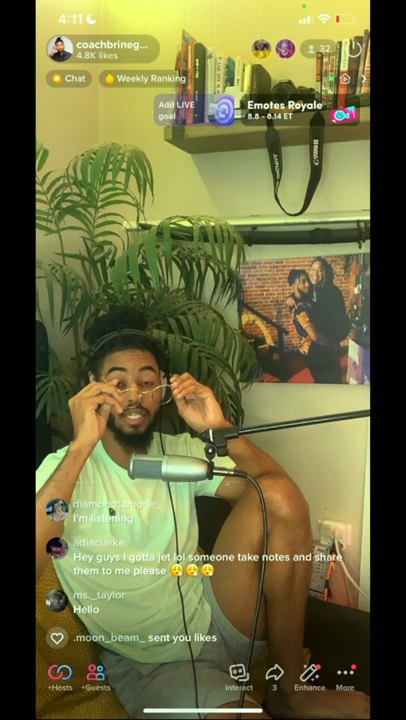 4:11
coachbrineg...
4.8K likes
32
Chat
Weekly Ranking
Add LIVE
goal
Emotes Royale
8.8 - 8.14 ET
Canon
diamondtamone_
I'm listening
adiaclarke
Hey guys I gotta jet lol someone take notes and share
them to me please 😮‍💨😮‍💨😮‍💨
ms._taylor
Hello
.moon_beam_ sent you likes
+Hosts
+Guests
Interact
3
Enhance
More